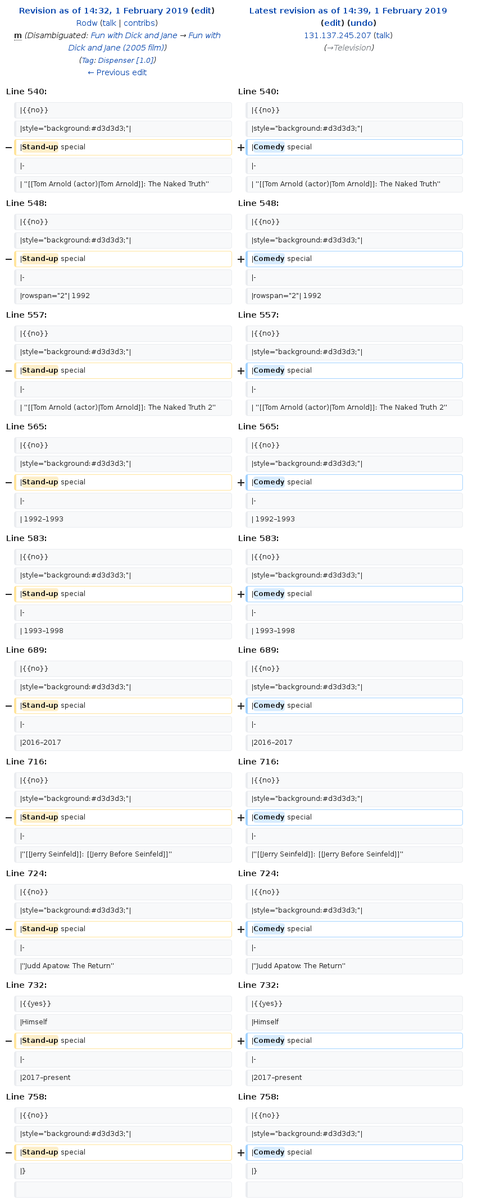 Revision as of 14:32, 1 February 2019 (edit)
Rodw (talk | contribs)
m (Disambiguated: Fun with Dick and Jane → Fun with
Dick and Jane (2005 film))
(Tag: Dispenser [1.0])
← Previous edit
Latest revision as of 14:39, 1 February 2019
(edit) (undo)
131.137.245.207 (talk)
(→Television)
Line 540: Line 540:
|{{no}} |{{no}}
|style="background:#d3d3d3;"| |style="background:#d3d3d3;"|
− |Stand-up special + |Comedy special
|- |-
| ''[[Tom Arnold (actor)|Tom Arnold]]: The Naked Truth'' | ''[[Tom Arnold (actor)|Tom Arnold]]: The Naked Truth''
Line 548: Line 548:
|{{no}} |{{no}}
|style="background:#d3d3d3;"| |style="background:#d3d3d3;"|
− |Stand-up special + |Comedy special
|- |-
|rowspan="2"| 1992 |rowspan="2"| 1992
Line 557: Line 557:
|{{no}} |{{no}}
|style="background:#d3d3d3;"| |style="background:#d3d3d3;"|
− |Stand-up special + |Comedy special
|- |-
| ''[[Tom Arnold (actor)|Tom Arnold]]: The Naked Truth 2'' | ''[[Tom Arnold (actor)|Tom Arnold]]: The Naked Truth 2''
Line 565: Line 565:
|{{no}} |{{no}}
|style="background:#d3d3d3;"| |style="background:#d3d3d3;"|
− |Stand-up special + |Comedy special
|- |-
| 1992–1993 | 1992–1993
Line 583: Line 583:
|{{no}} |{{no}}
|style="background:#d3d3d3;"| |style="background:#d3d3d3;"|
− |Stand-up special + |Comedy special
|- |-
| 1993–1998 | 1993–1998
Line 689: Line 689:
|{{no}} |{{no}}
|style="background:#d3d3d3;"| |style="background:#d3d3d3;"|
− |Stand-up special + |Comedy special
|- |-
|2016–2017 |2016–2017
Line 716: Line 716:
|{{no}} |{{no}}
|style="background:#d3d3d3;"| |style="background:#d3d3d3;"|
− |Stand-up special + |Comedy special
|- |-
|''[[Jerry Seinfeld]]: [[Jerry Before Seinfeld]]'' |''[[Jerry Seinfeld]]: [[Jerry Before Seinfeld]]''
Line 724: Line 724:
|{{no}} |{{no}}
|style="background:#d3d3d3;"| |style="background:#d3d3d3;"|
− |Stand-up special + |Comedy special
|- |-
|''Judd Apatow: The Return'' |''Judd Apatow: The Return''
Line 732: Line 732:
|{{yes}} |{{yes}}
|Himself |Himself
− |Stand-up special + |Comedy special
|- |-
|2017–present |2017–present
Line 758: Line 758:
|{{no}} |{{no}}
|style="background:#d3d3d3;"| |style="background:#d3d3d3;"|
− |Stand-up special + |Comedy special
|} |}